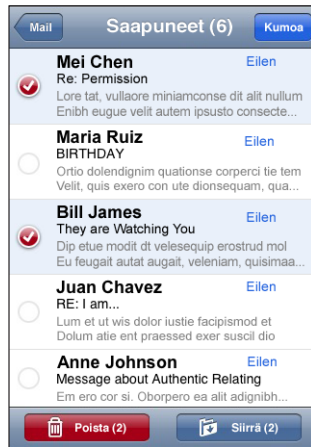 Mail Saapuneet (6) Kumoa
Mei Chen Eilen
Re: Permission
Lore tat, vullaore miniamconse dit alit nullum
Enibh eugue velit autem ipsusto consecte...
Maria Ruiz Eilen
BIRTHDAY
Ortio dolendignim quationse corperci tie tem
Velit, quis exero con ute dionsequam, qua...
Bill James Eilen
They are Watching You
Dip etue modit dt velesequip erostrud mol
Eu feugait autat augait, veleniam, quisimaa...
Juan Chavez Eilen
RE: I am...
Lum et ut wis dolor iustie facipismod et
Dolum atie ent praessed exer suscil dio
Anne Johnson Eilen
Message about Authentic Relating
Em ero cor si. Oborpero ea alit adignibh...
Poista (2) Siirrä (2)